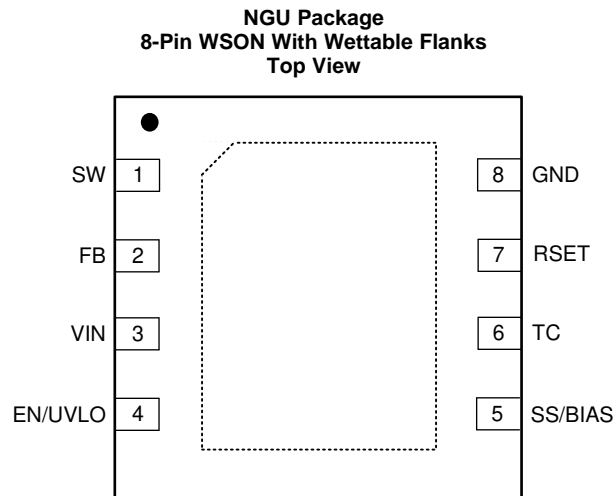 NGU Package
8-Pin WSON With Wettable Flanks
Top View
SW 1 8 GND
FB 2 7 RSET
VIN 3 6 TC
EN/UVLO 4 5 SS/BIAS